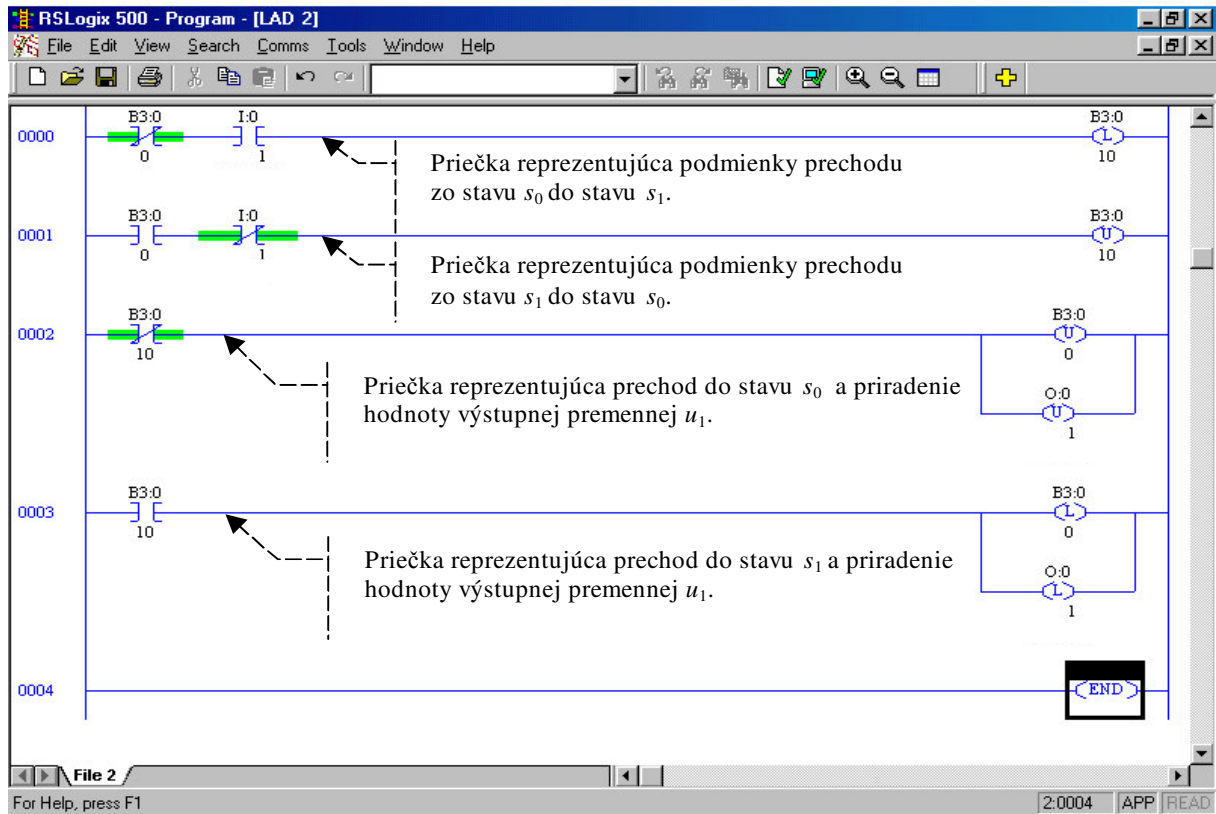 RSLogix 500 - Program - [LAD 2]
File Edit View Search Comms Tools Window Help
0000
B3:0
0
I:0
1
B3:0
L
10
Priečka reprezentujúca podmienky prechodu
zo stavu s0 do stavu s1.
0001
B3:0
0
I:0
1
B3:0
U
10
Priečka reprezentujúca podmienky prechodu
zo stavu s1 do stavu s0.
0002
B3:0
10
B3:0
U
0
O:0
U
1
Priečka reprezentujúca prechod do stavu s0 a priradenie
hodnoty výstupnej premennej u1.
0003
B3:0
10
B3:0
L
0
O:0
L
1
Priečka reprezentujúca prechod do stavu s1 a priradenie
hodnoty výstupnej premennej u1.
0004
END
File 2
For Help, press F1
2:0004 APP READ